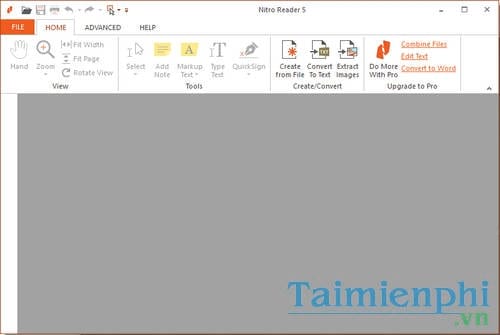 Nitro Reader 5
FILE HOME ADVANCED HELP
Hand
Zoom
Fit Width
Fit Page
Rotate View
View
Select
Add Note
Markup Text
Type Text
QuickSign
Tools
Create from File
Convert To Text
Extract Images
Create/Convert
Do More With Pro
Combine Files
Edit Text
Convert to Word
Upgrade to Pro
Taimienphi
.vn